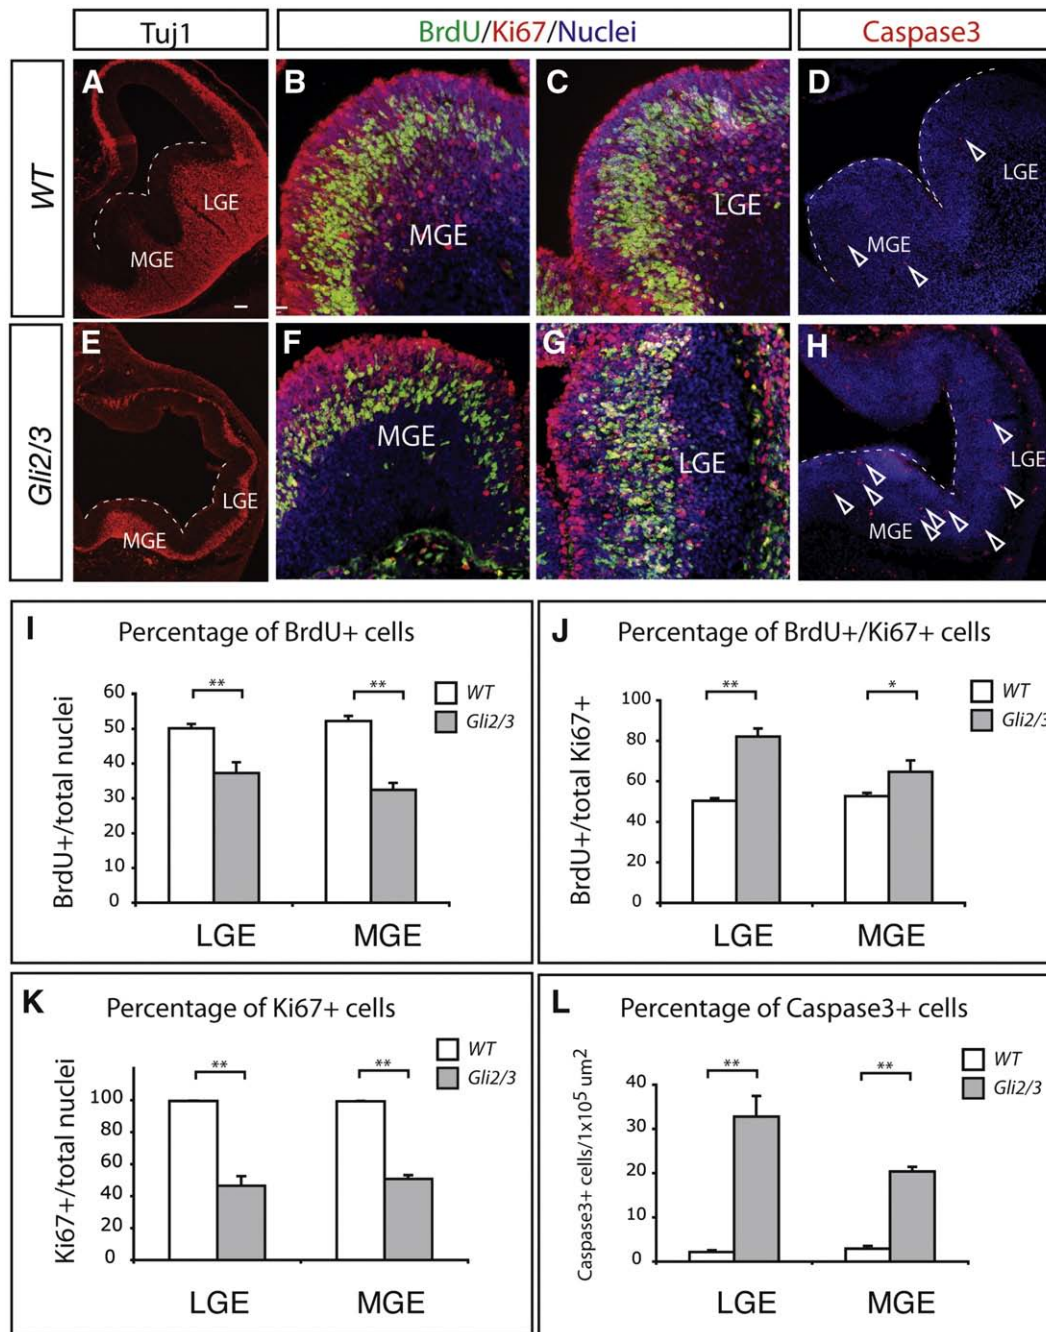 Tuj1 BrdU/Ki67/Nuclei Caspase3
WT
A B C D
LGE MGE MGE LGE LGE MGE
Gli2/3
E F G H
LGE MGE MGE LGE LGE MGE
I Percentage of BrdU+ cells
BrdU+/total nuclei
60
50
40
30
20
10
0
** **
WT
Gli2/3
LGE MGE
J Percentage of BrdU+/Ki67+ cells
BrdU+/total Ki67+
100
80
60
40
20
0
** *
WT
Gli2/3
LGE MGE
K Percentage of Ki67+ cells
Ki67+/total nuclei
100
80
60
40
20
0
** **
WT
Gli2/3
LGE MGE
L Percentage of Caspase3+ cells
Caspase3+ cells/1x10⁵ um²
40
30
20
10
0
** **
WT
Gli2/3
LGE MGE